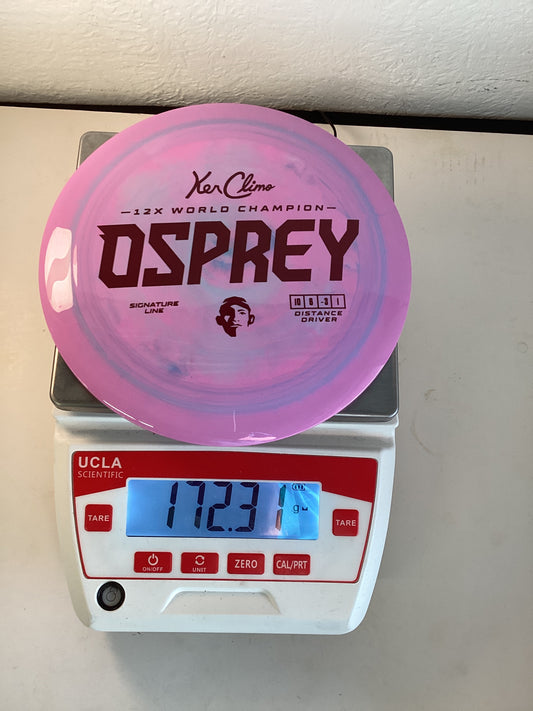 Ken Climo
12X WORLD CHAMPION
OSPREY
SIGNATURE
LINE
10 6 -3 1
DISTANCE
DRIVER
UCLA
SCIENTIFIC
172.31
g
TARE
TARE
ON/OFF
UNIT
ZERO
CAL/PRT